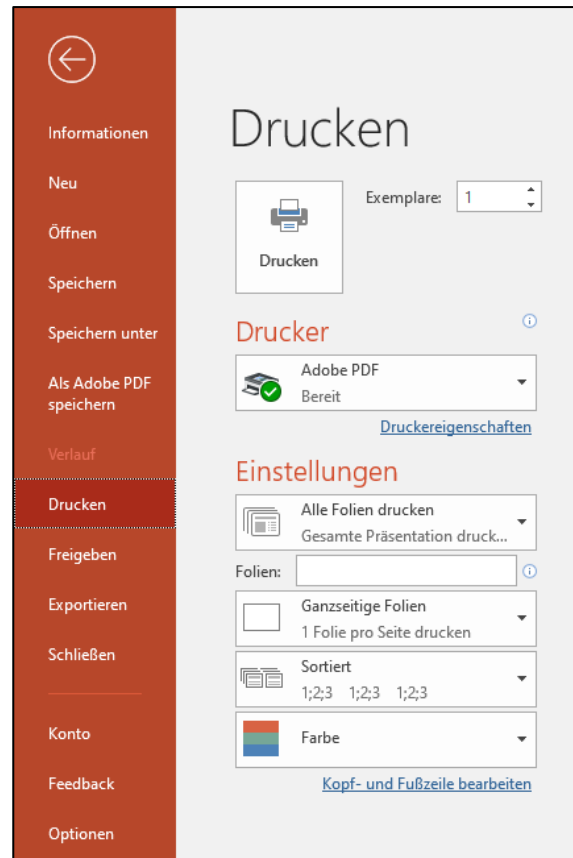 Informationen
Neu
Öffnen
Speichern
Speichern unter
Als Adobe PDF
speichern
Verlauf
Drucken
Freigeben
Exportieren
Schließen
Konto
Feedback
Optionen
Drucken
Exemplare: 1
Drucken
Drucker
Adobe PDF
Bereit
Druckereigenschaften
Einstellungen
Alle Folien drucken
Gesamte Präsentation druck...
Folien:
Ganzseitige Folien
1 Folie pro Seite drucken
Sortiert
1;2;3 1;2;3 1;2;3
Farbe
Kopf- und Fußzeile bearbeiten